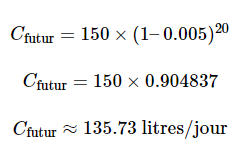 C_futur = 150 × (1–0.005)^20
C_futur = 150 × 0.904837
C_futur ≈ 135.73 litres/jour